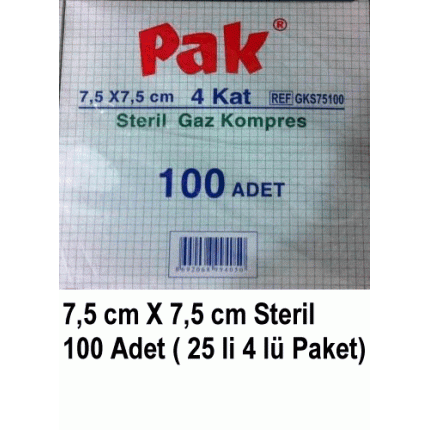 Pak®
7,5 X7,5 cm 4 Kat REF GKS75100
Steril Gaz Kompres
100 ADET
7,5 cm X 7,5 cm Steril
100 Adet ( 25 li 4 lü Paket)